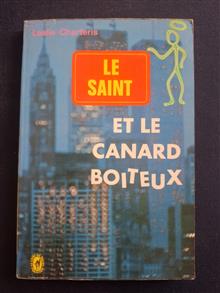 Leslie Charteris
LE
SAINT
ET LE
CANARD
BOITEUX